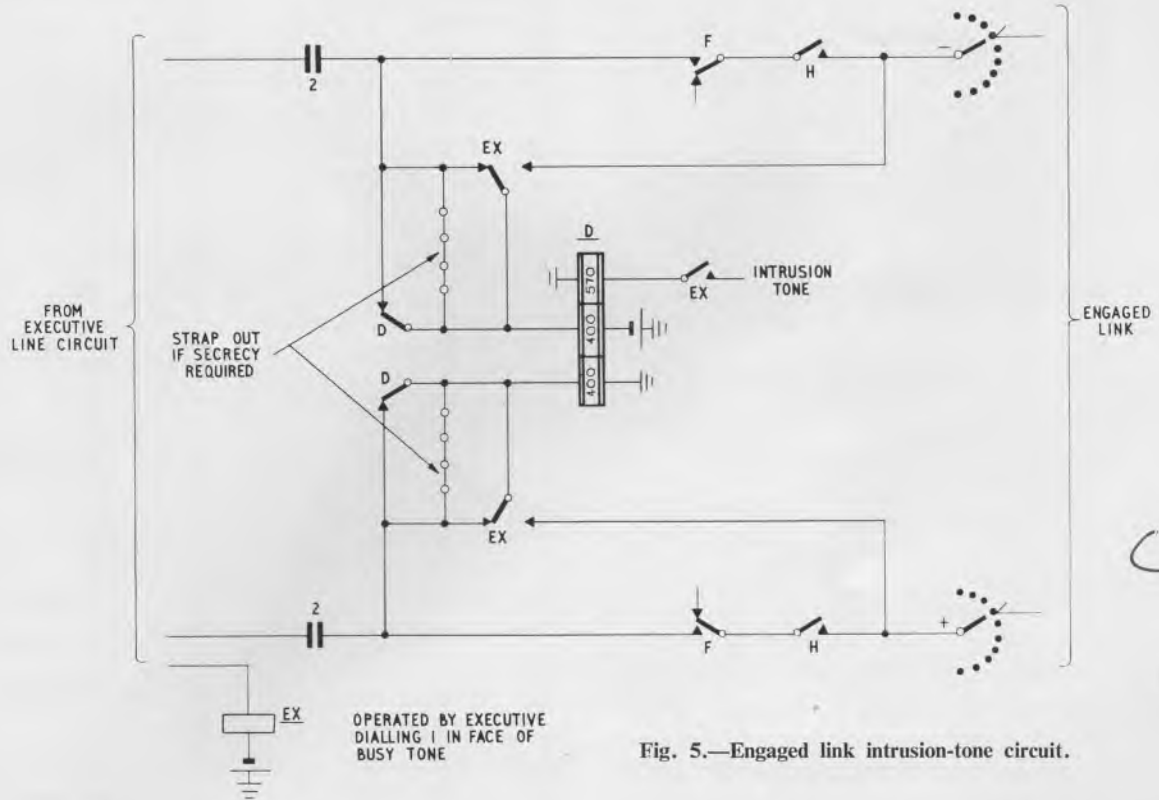 F
H
2
−
EX
D
570
400
400
EX
INTRUSION
TONE
FROM
EXECUTIVE
LINE CIRCUIT
STRAP OUT
IF SECRECY
REQUIRED
D
D
ENGAGED
LINK
EX
2
F
H
+
EX
OPERATED BY EXECUTIVE
DIALLING 1 IN FACE OF
BUSY TONE
Fig. 5.—Engaged link intrusion-tone circuit.